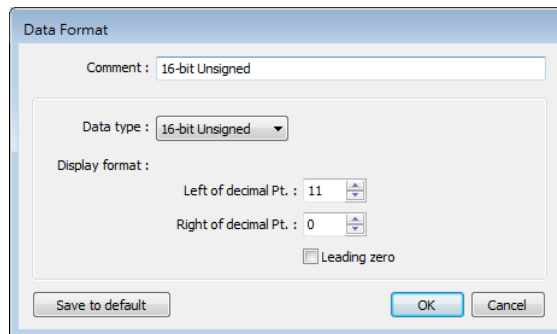 Data Format
Comment : 16-bit Unsigned
Data type : 16-bit Unsigned
Display format :
Left of decimal Pt. : 11
Right of decimal Pt. : 0
Leading zero
Save to default OK Cancel